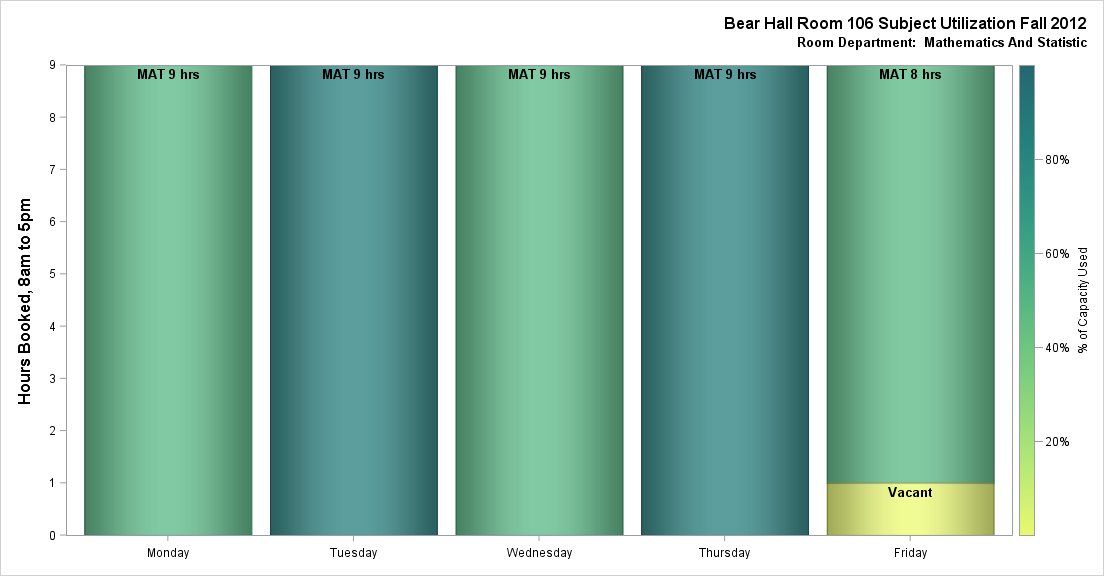 Bear Hall Room 106 Subject Utilization Fall 2012
Room Department:  Mathematics And Statistic
Hours Booked, 8am to 5pm
9
8
7
6
5
4
3
2
1
0
MAT 9 hrs
MAT 9 hrs
MAT 9 hrs
MAT 9 hrs
MAT 8 hrs
Vacant
Monday
Tuesday
Wednesday
Thursday
Friday
80%
60%
40%
20%
% of Capacity Used